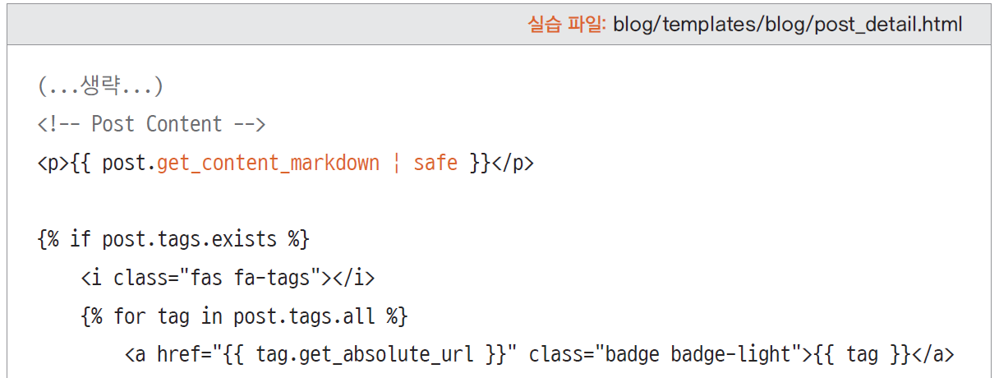 실습 파일: blog/templates/blog/post_detail.html
(...생략...)
<!-- Post Content -->
<p>{{ post.get_content_markdown ¦ safe }}</p>
{% if post.tags.exists %}
<i class="fas fa-tags"></i>
{% for tag in post.tags.all %}
<a href="{{ tag.get_absolute_url }}" class="badge badge-light">{{ tag }}</a>